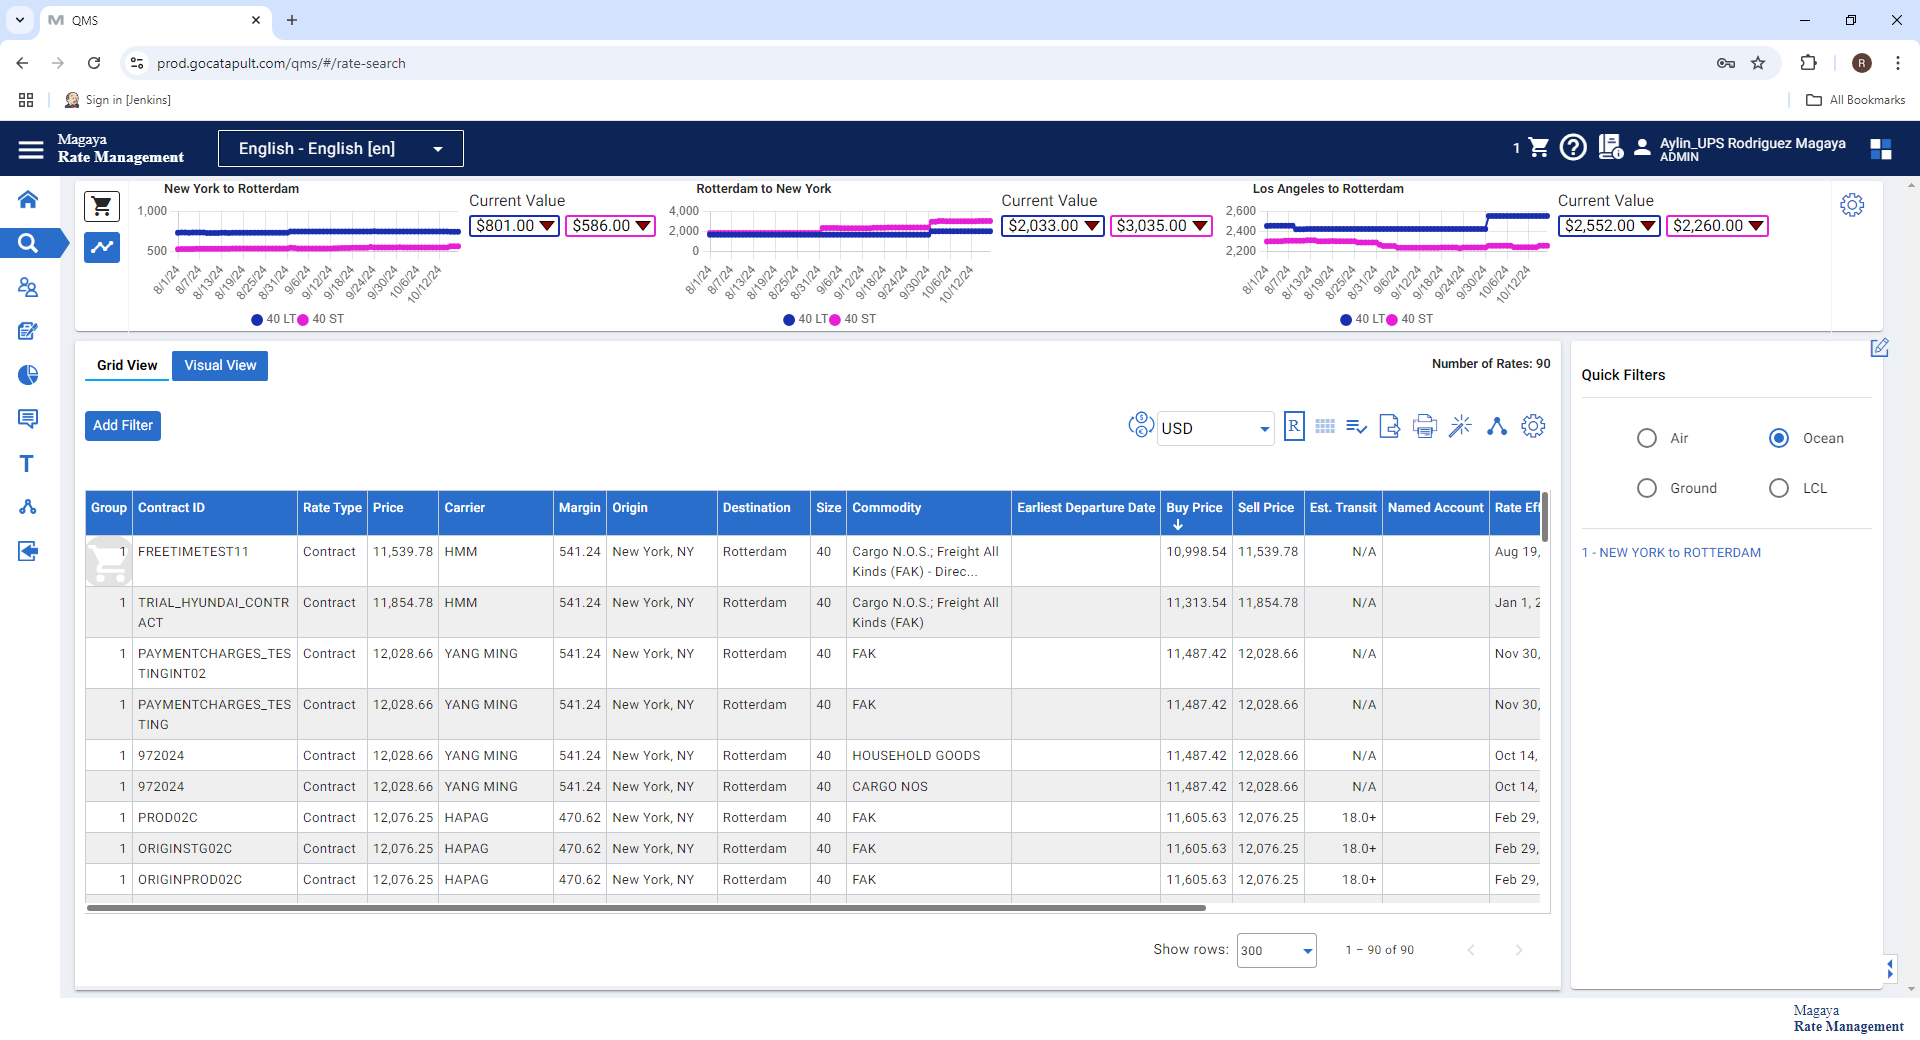 QMS
prod.gocatapult.com/qms/#/rate-search
R
Sign in [Jenkins]
All Bookmarks
Magaya
Rate Management
English - English [en]
1
Aylin_UPS Rodriguez Magaya
ADMIN
New York to Rotterdam
1,000
500
8/1/24 8/7/24 8/13/24 8/19/24 8/25/24 8/31/24 9/6/24 9/12/24 9/18/24 9/24/24 9/30/24 10/6/24 10/12/24
40 LT 40 ST
Current Value
$801.00 $586.00
Rotterdam to New York
4,000
2,000
0
8/1/24 8/7/24 8/13/24 8/19/24 8/25/24 8/31/24 9/6/24 9/12/24 9/18/24 9/24/24 9/30/24 10/6/24 10/12/24
40 LT 40 ST
Current Value
$2,033.00 $3,035.00
Los Angeles to Rotterdam
2,600
2,400
2,200
8/1/24 8/7/24 8/13/24 8/19/24 8/25/24 8/31/24 9/6/24 9/12/24 9/18/24 9/24/24 9/30/24 10/6/24 10/12/24
40 LT 40 ST
Current Value
$2,552.00 $2,260.00
Grid View Visual View
Number of Rates: 90
Add Filter
USD
R
T
Group Contract ID Rate Type Price Carrier Margin Origin Destination Size Commodity Earliest Departure Date Buy Price Sell Price Est. Transit Named Account Rate Eff
1 FREETIMETEST11 Contract 11,539.78 HMM 541.24 New York, NY Rotterdam 40 Cargo N.O.S.; Freight All 10,998.54 11,539.78 N/A Aug 19,
Kinds (FAK) - Direc...
1 TRIAL_HYUNDAI_CONTR Contract 11,854.78 HMM 541.24 New York, NY Rotterdam 40 Cargo N.O.S.; Freight All 11,313.54 11,854.78 N/A Jan 1, 2
ACT Kinds (FAK)
1 PAYMENTCHARGES_TES Contract 12,028.66 YANG MING 541.24 New York, NY Rotterdam 40 FAK 11,487.42 12,028.66 N/A Nov 30,
TINGINT02
1 PAYMENTCHARGES_TES Contract 12,028.66 YANG MING 541.24 New York, NY Rotterdam 40 FAK 11,487.42 12,028.66 N/A Nov 30,
TING
1 972024 Contract 12,028.66 YANG MING 541.24 New York, NY Rotterdam 40 HOUSEHOLD GOODS 11,487.42 12,028.66 N/A Oct 14,
1 972024 Contract 12,028.66 YANG MING 541.24 New York, NY Rotterdam 40 CARGO NOS 11,487.42 12,028.66 N/A Oct 14,
1 PROD02C Contract 12,076.25 HAPAG 470.62 New York, NY Rotterdam 40 FAK 11,605.63 12,076.25 18.0+ Feb 29,
1 ORIGINSTG02C Contract 12,076.25 HAPAG 470.62 New York, NY Rotterdam 40 FAK 11,605.63 12,076.25 18.0+ Feb 29,
1 ORIGINPROD02C Contract 12,076.25 HAPAG 470.62 New York, NY Rotterdam 40 FAK 11,605.63 12,076.25 18.0+ Feb 29,
Show rows: 300 1 – 90 of 90
Quick Filters
Air Ocean
Ground LCL
1 - NEW YORK to ROTTERDAM
Magaya
Rate Management